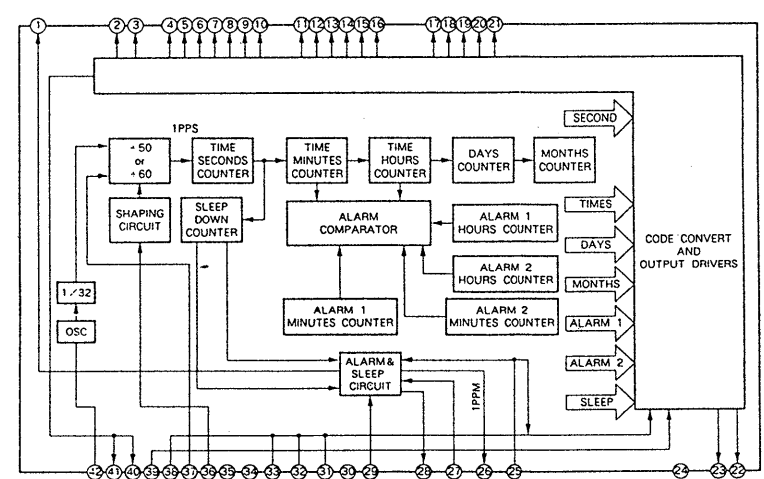 1 2 3 4 5 6 7 8 9 10 11 12 13 14 15 16 17 18 19 20 21
1PPS
÷50
or
÷60
TIME
SECONDS
COUNTER
TIME
MINUTES
COUNTER
TIME
HOURS
COUNTER
DAYS
COUNTER
MONTHS
COUNTER
SECOND
SHAPING
CIRCUIT
SLEEP
DOWN
COUNTER
ALARM
COMPARATOR
ALARM 1
HOURS COUNTER
TIMES
DAYS
CODE CONVERT
AND
OUTPUT DRIVERS
ALARM 2
HOURS COUNTER
MONTHS
1/32
ALARM 1
MINUTES COUNTER
ALARM 2
MINUTES COUNTER
ALARM 1
OSC
ALARM &
SLEEP
CIRCUIT
1PPM
ALARM 2
SLEEP
42 41 40 39 38 37 36 35 34 33 32 31 30 29 28 27 26 25 24 23 22